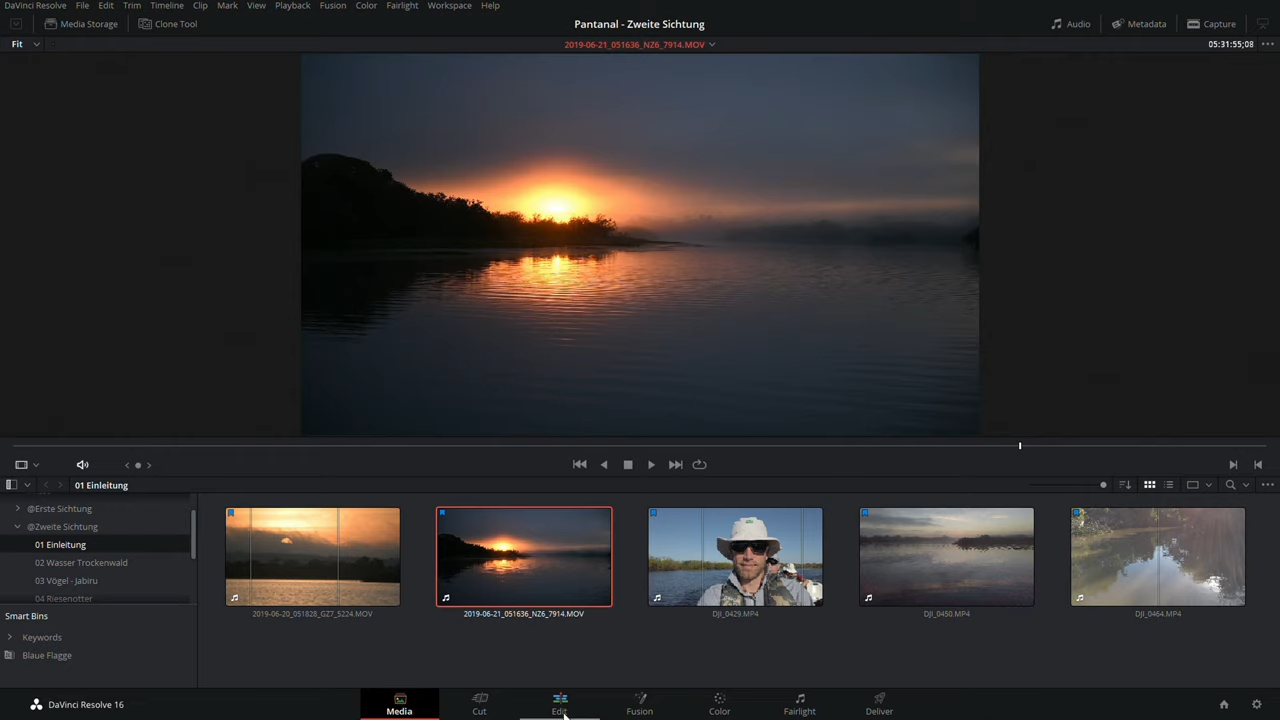 DaVinci Resolve File Edit Trim Timeline Clip Mark View Playback Fusion Color Fairlight Workspace Help
Media Storage Clone Tool Pantanal - Zweite Sichtung Audio Metadata Capture
Fit 2019-06-21_051636_NZ6_7914.MOV 05:31:55;08
01 Einleitung
@Erste Sichtung
@Zweite Sichtung
01 Einleitung
02 Wasser Trockenwald
03 Vögel - Jabiru
04 Riesenotter
2019-06-20_051828_GZ7_5224.MOV 2019-06-21_051636_NZ6_7914.MOV DJI_0429.MP4 DJI_0450.MP4 DJI_0464.MP4
Smart Bins
Keywords
Blaue Flagge
DaVinci Resolve 16 Media Cut Edit Fusion Color Fairlight Deliver